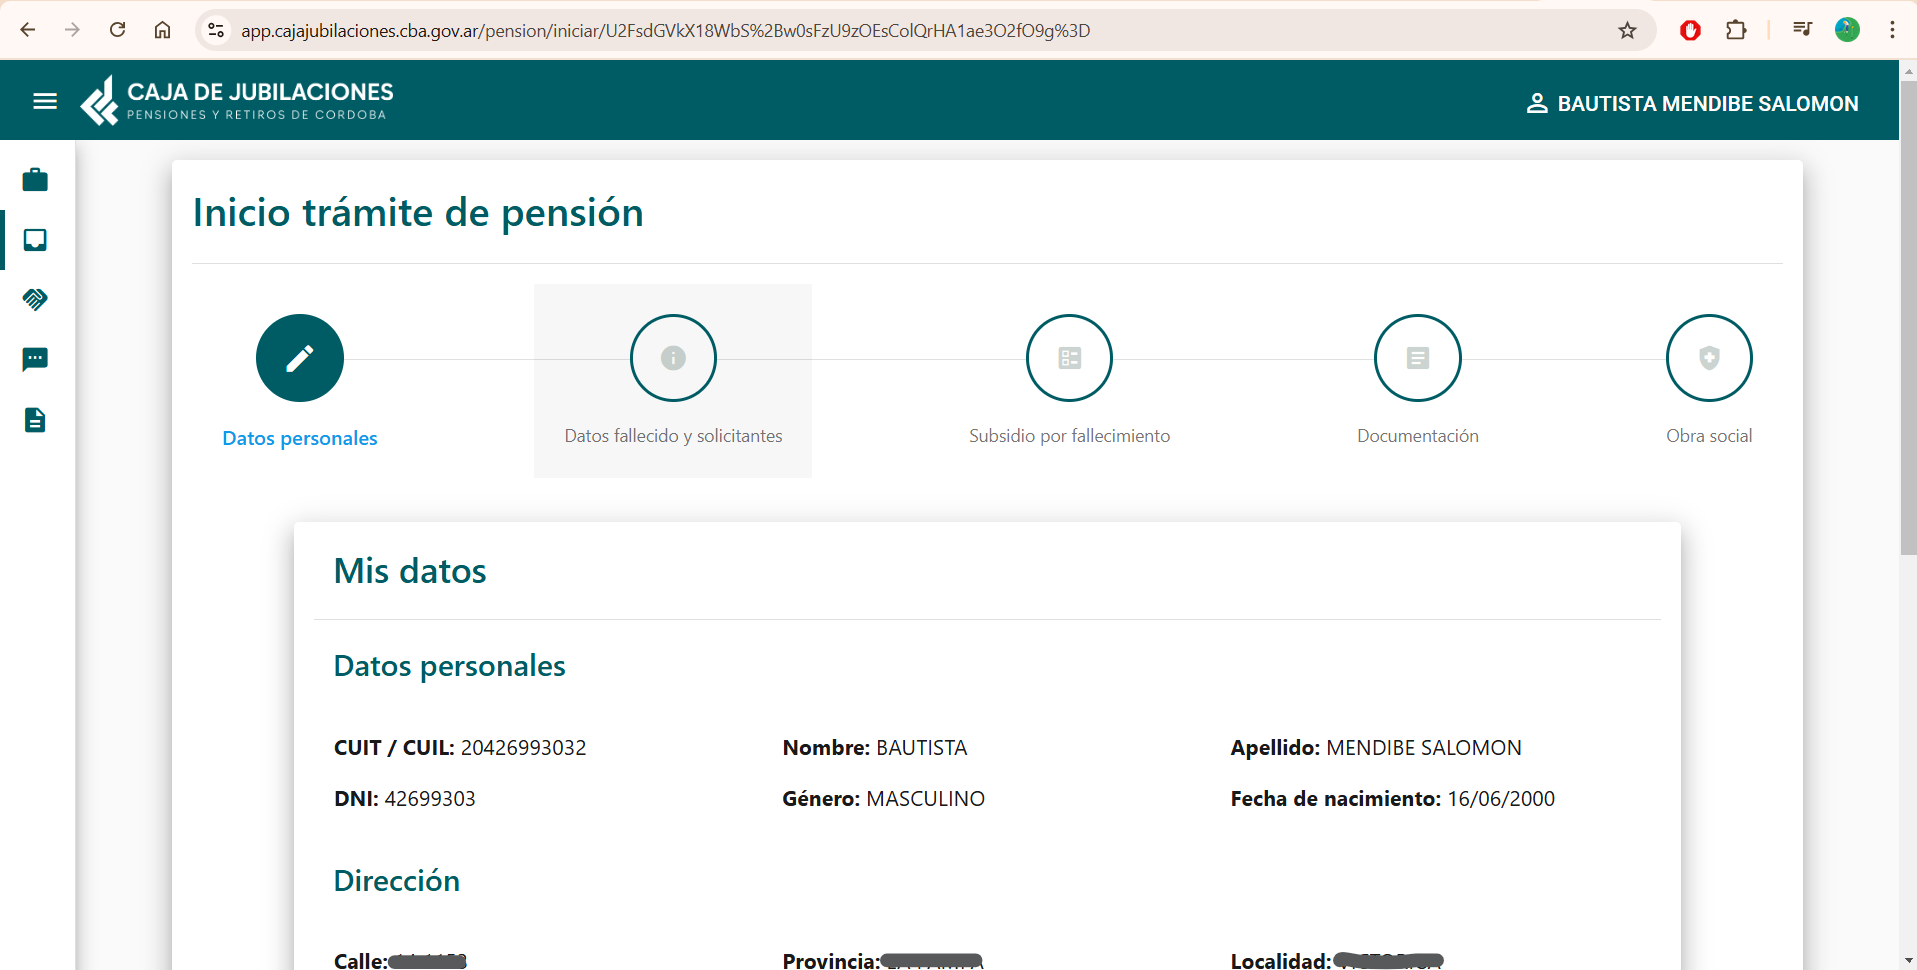 app.cajajubilaciones.cba.gov.ar/pension/iniciar/U2FsdGVkX18WbS%2Bw0sFzU9zOEsColQrHA1ae3O2fO9g%3D
CAJA DE JUBILACIONES
PENSIONES Y RETIROS DE CORDOBA
BAUTISTA MENDIBE SALOMON
Inicio trámite de pensión
Datos personales
Datos fallecido y solicitantes
Subsidio por fallecimiento
Documentación
Obra social
Mis datos
Datos personales
CUIT / CUIL: 20426993032
Nombre: BAUTISTA
Apellido: MENDIBE SALOMON
DNI: 42699303
Género: MASCULINO
Fecha de nacimiento: 16/06/2000
Dirección
Calle:
Provincia:
Localidad: